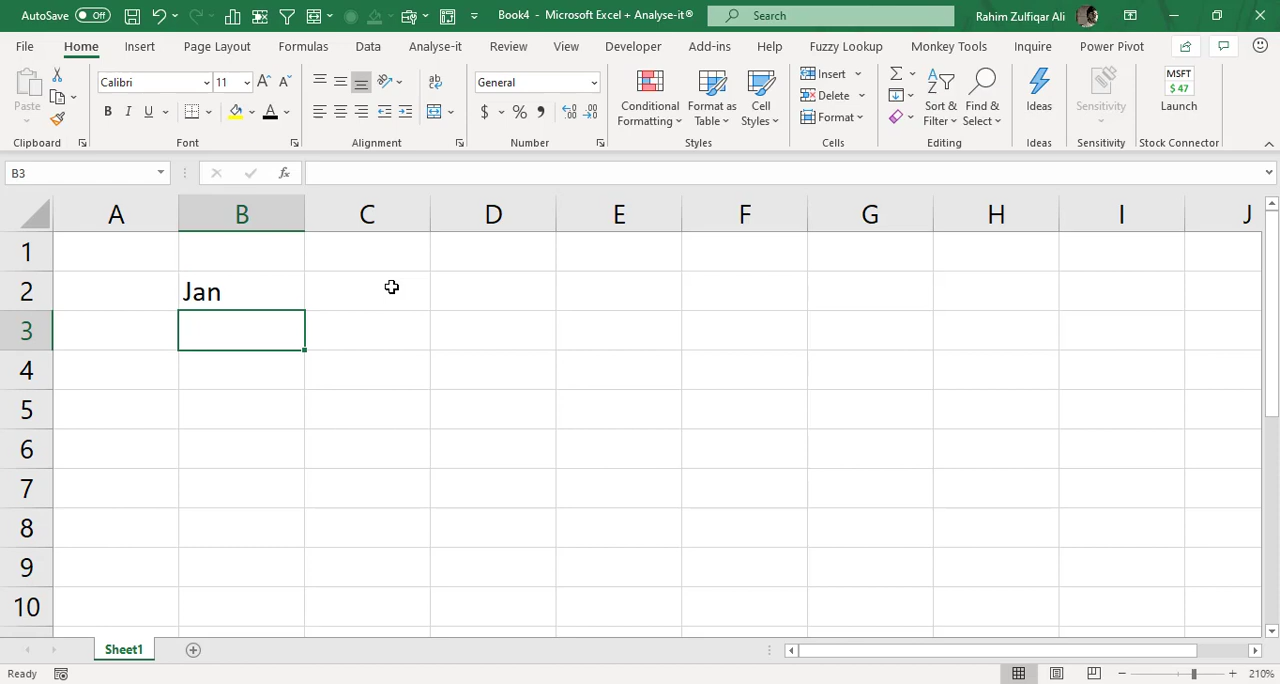 AutoSave Off Book4 - Microsoft Excel + Analyse-it® Search Rahim Zulfiqar Ali
File Home Insert Page Layout Formulas Data Analyse-it® Review View Developer Add-ins Help Fuzzy Lookup Monkey Tools Inquire Power Pivot
Paste Calibri 11 General Conditional Formatting Format as Table Cell Styles Insert Delete Format Sort & Filter Find & Select Ideas Sensitivity MSFT $ 47 Launch
Clipboard Font Alignment Number Styles Cells Editing Ideas Sensitivity Stock Connector
B3 fx
A B C D E F G H I J
1
2 Jan
3
4
5
6
7
8
9
10
Sheet1
Ready 210%